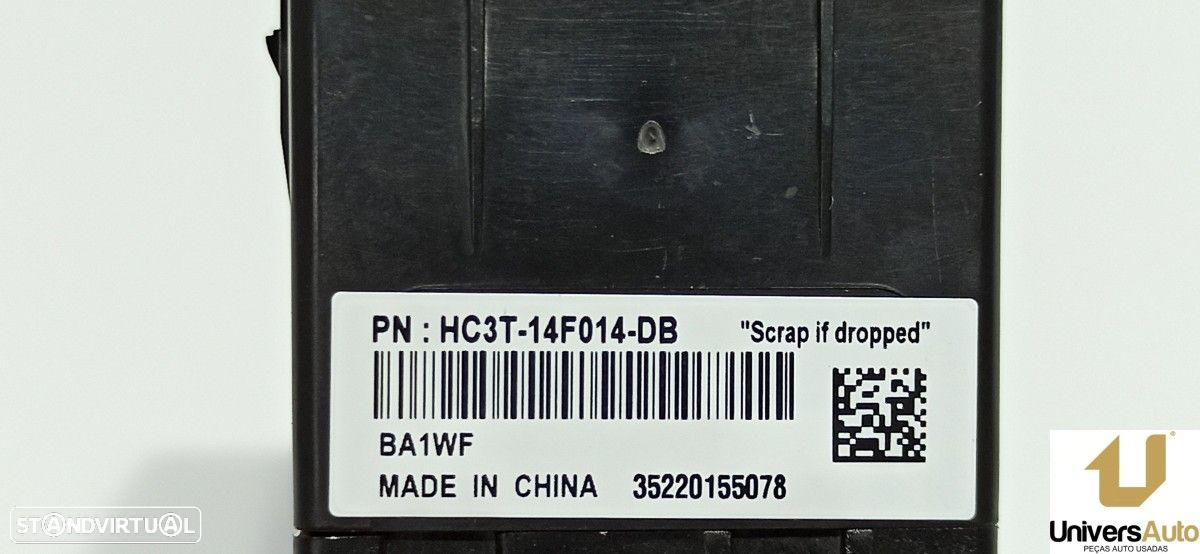 PN : HC3T-14F014-DB "Scrap if dropped"
BA1WF
MADE IN CHINA 35220155078
STANDVIRTUAL
UniversAuto
PEÇAS AUTO USADAS